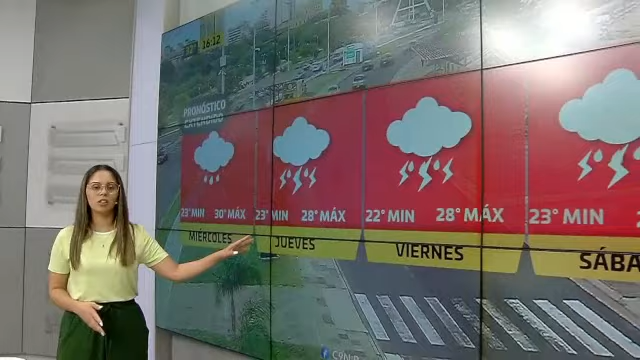 16:12
PRONÓSTICO
EXTENDIDO
23° MIN 30° MÁX
MIÉRCOLES
23° MIN 28° MÁX
JUEVES
22° MIN 28° MÁX
VIERNES
23° MIN
SÁBA